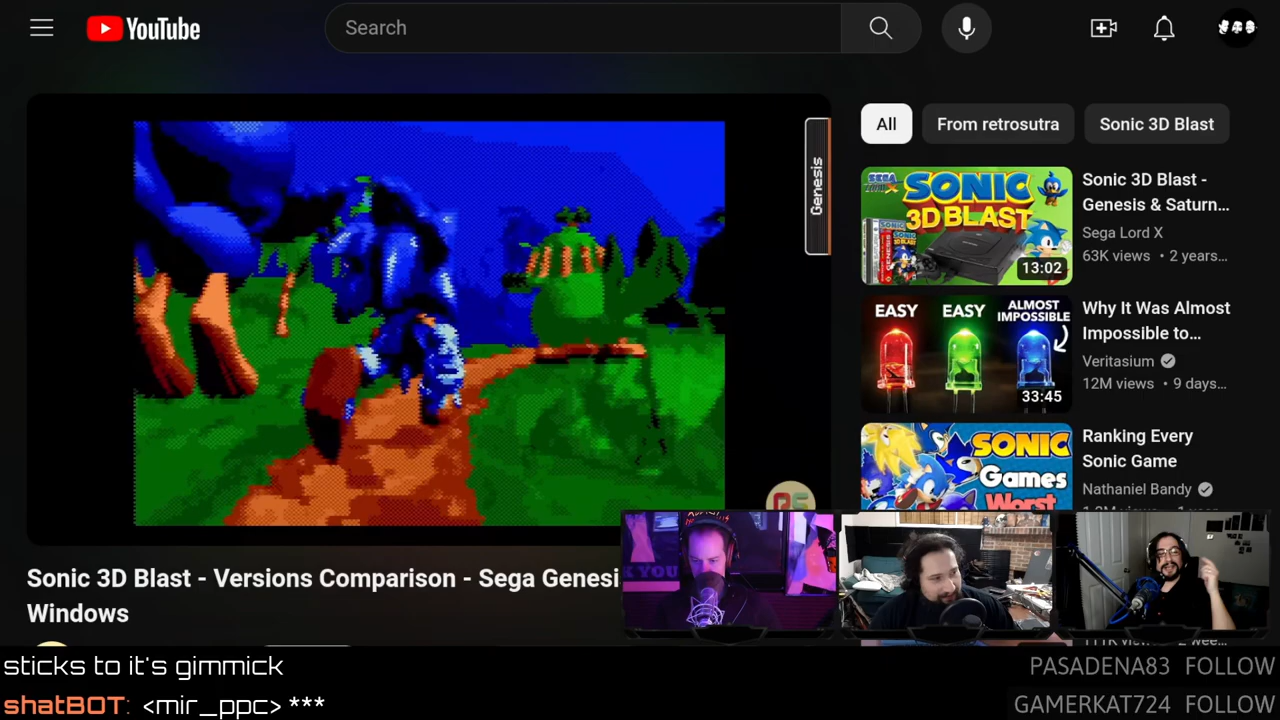 YouTube
Search
Genesis
All
From retrosutra
Sonic 3D Blast
SEGA
SONIC
3D BLAST
13:02
Sonic 3D Blast -
Genesis & Saturn...
Sega Lord X
63K views • 2 years...
EASY
EASY
ALMOST
IMPOSSIBLE
33:45
Why It Was Almost
Impossible to...
Veritasium
12M views • 9 days...
SONIC
Games
Worst
Ranking Every
Sonic Game
Nathaniel Bandy
Sonic 3D Blast - Versions Comparison - Sega Genesi
Windows
K YOU
sticks to it's gimmick
shatBOT: <mir_ppc> ***
PASADENA83 FOLLOW
GAMERKAT724 FOLLOW